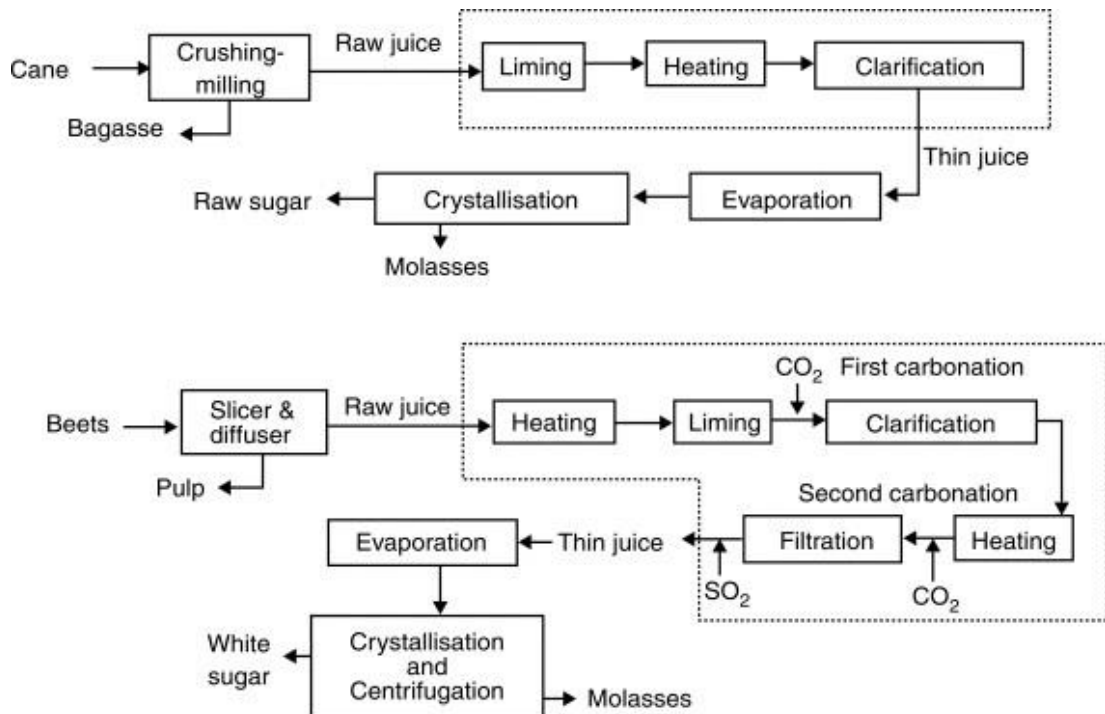 Cane
Crushing-
milling
Raw juice
Liming
Heating
Clarification
Bagasse
Thin juice
Raw sugar
Crystallisation
Evaporation
Molasses
Beets
Slicer &
diffuser
Raw juice
Heating
Liming
CO₂
First carbonation
Clarification
Pulp
Second carbonation
Evaporation
Thin juice
Filtration
Heating
SO₂
CO₂
White
sugar
Crystallisation
and
Centrifugation
Molasses